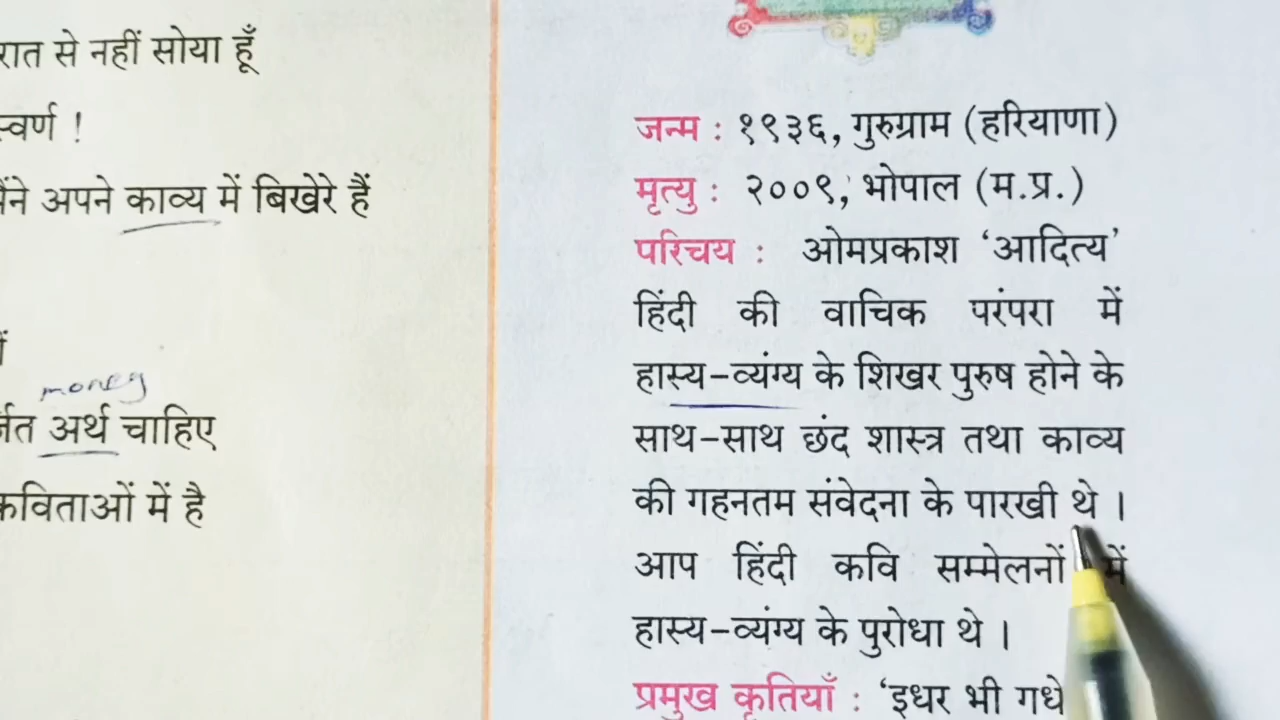 रात से नहीं सोया हूँ
स्वर्ण !
मैंने अपने काव्य में बिखेरे हैं
money
अर्थ चाहिए
कविताओं में है
जन्म : १९३६, गुरुग्राम (हरियाणा)
मृत्यु : २००९, भोपाल (म.प्र.)
परिचय : ओमप्रकाश ‘आदित्य’
हिंदी की वाचिक परंपरा में
हास्य-व्यंग्य के शिखर पुरुष होने के
साथ-साथ छंद शास्त्र तथा काव्य
की गहनतम संवेदना के पारखी थे ।
आप हिंदी कवि सम्मेलनों में
हास्य-व्यंग्य के पुरोधा थे ।
प्रमुख कृतियाँ : ‘इधर भी गधे